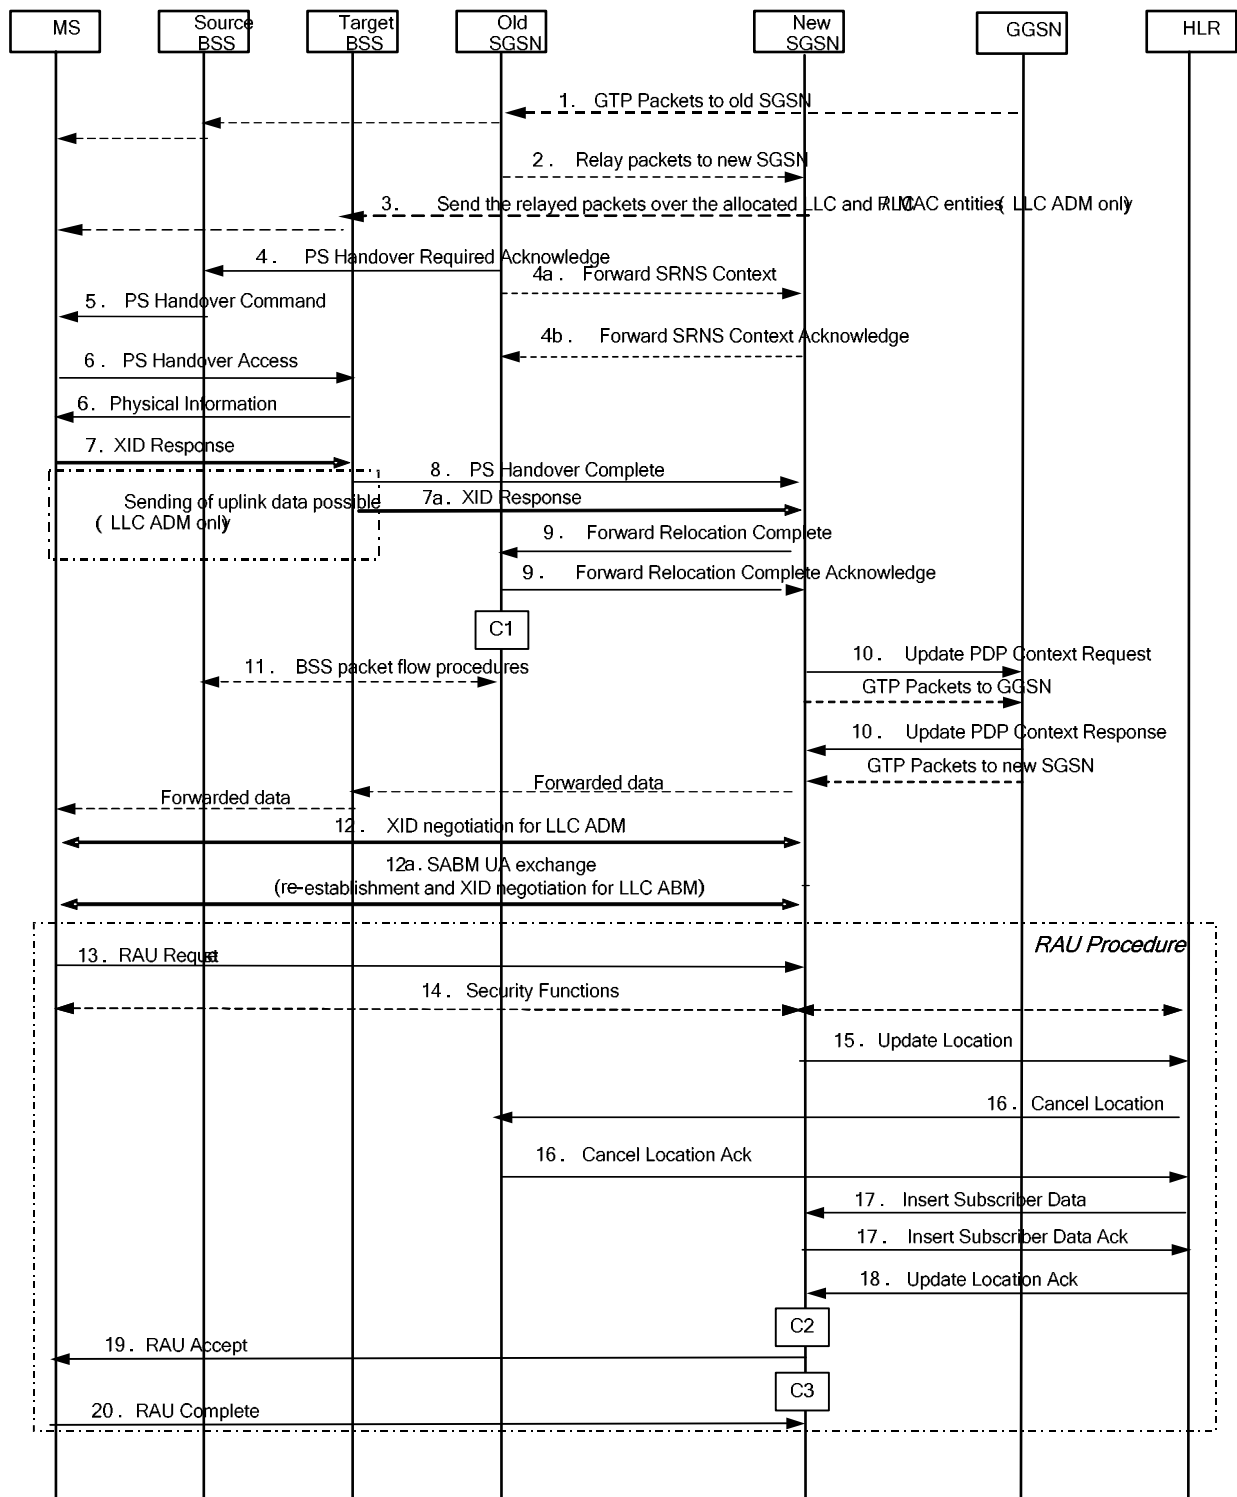 MS
Source
BSS
Target
BSS
Old
SGSN
New
SGSN
GGSN
HLR
1. GTP Packets to old SGSN
2. Relay packets to new SGSN
3. Send the relayed packets over the allocated LLC and RLC/MAC entities (LLC ADM only)
4. PS Handover Required Acknowledge
4a. Forward SRNS Context
5. PS Handover Command
4b. Forward SRNS Context Acknowledge
6. PS Handover Access
6. Physical Information
7. XID Response
8. PS Handover Complete
Sending of uplink data possible
(LLC ADM only)
7a. XID Response
9. Forward Relocation Complete
9. Forward Relocation Complete Acknowledge
C1
11. BSS packet flow procedures
10. Update PDP Context Request
GTP Packets to GGSN
10. Update PDP Context Response
GTP Packets to new SGSN
Forwarded data
Forwarded data
12. XID negotiation for LLC ADM
12a. SABM UA exchange
(re-establishment and XID negotiation for LLC ABM)
RAU Procedure
13. RAU Request
14. Security Functions
15. Update Location
16. Cancel Location
16. Cancel Location Ack
17. Insert Subscriber Data
17. Insert Subscriber Data Ack
18. Update Location Ack
C2
19. RAU Accept
C3
20. RAU Complete